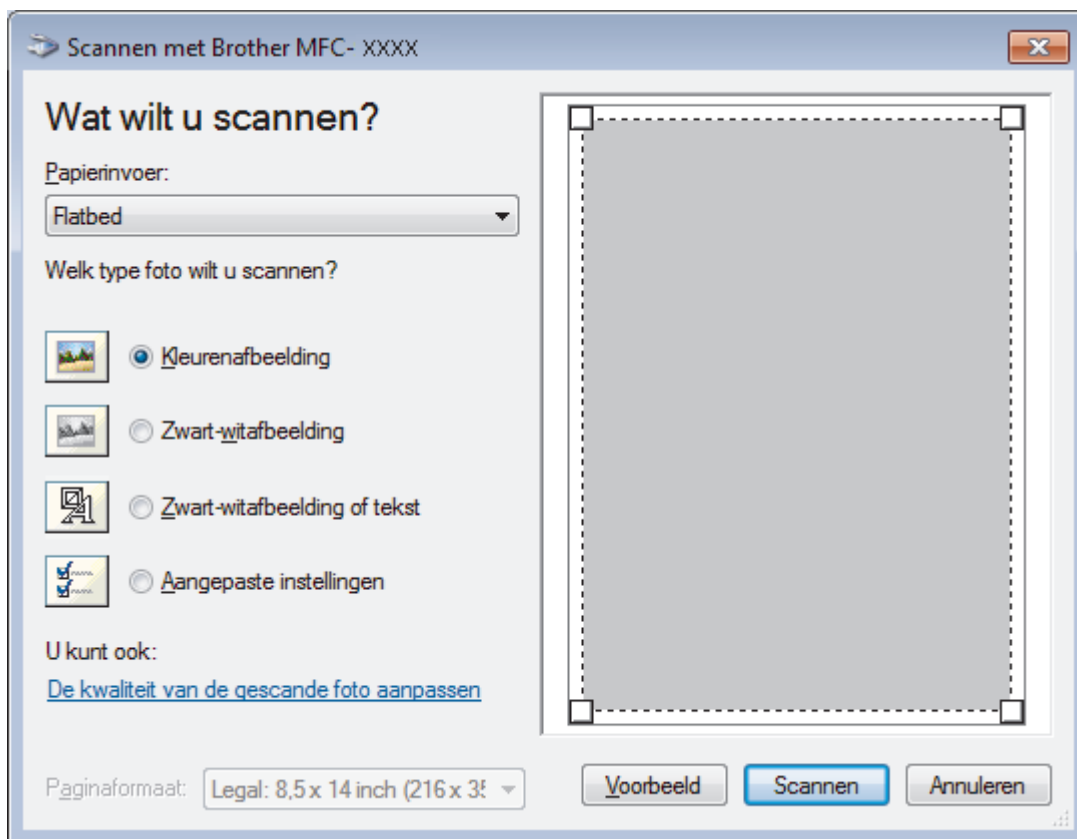 Scannen met Brother MFC- XXXX
Wat wilt u scannen?
Papierinvoer:
Flatbed
Welk type foto wilt u scannen?
Kleurenafbeelding
Zwart-witafbeelding
Zwart-witafbeelding of tekst
Aangepaste instellingen
U kunt ook:
De kwaliteit van de gescande foto aanpassen
Paginaformaat: Legal: 8,5 x 14 inch (216 x 35
Voorbeeld Scannen Annuleren